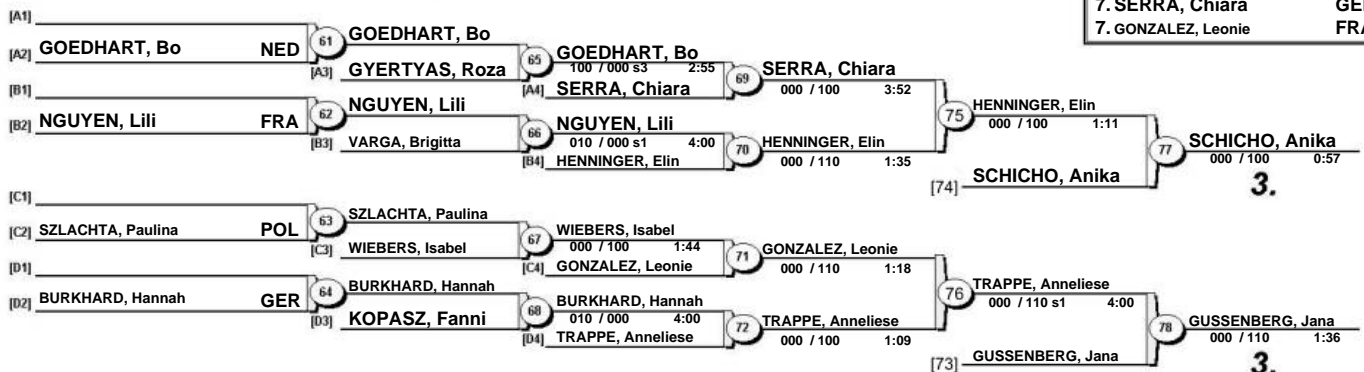 7. SERRA, Chiara
7. GONZALEZ, Leonie FRA
[A1]
[A2] GOEDHART, Bo NED
61
GOEDHART, Bo
[A3] GYERTYAS, Roza
65
GOEDHART, Bo
100 / 000 s3 2:55
[A4] SERRA, Chiara
69
SERRA, Chiara
000 / 100 3:52
[B1]
[B2] NGUYEN, Lili FRA
62
NGUYEN, Lili
[B3] VARGA, Brigitta
66
NGUYEN, Lili
010 / 000 s1 4:00
[B4] HENNINGER, Elin
70
HENNINGER, Elin
000 / 110 1:35
75
HENNINGER, Elin
000 / 100 1:11
[74] SCHICHO, Anika
77
SCHICHO, Anika
000 / 100 0:57
3.
[C1]
[C2] SZLACHTA, Paulina POL
63
SZLACHTA, Paulina
[C3] WIEBERS, Isabel
67
WIEBERS, Isabel
000 / 100 1:44
[C4] GONZALEZ, Leonie
71
GONZALEZ, Leonie
000 / 110 1:18
[D1]
[D2] BURKHARD, Hannah GER
64
BURKHARD, Hannah
[D3] KOPASZ, Fanni
68
BURKHARD, Hannah
010 / 000 4:00
[D4] TRAPPE, Anneliese
72
TRAPPE, Anneliese
000 / 100 1:09
76
TRAPPE, Anneliese
000 / 110 s1 4:00
[73] GUSSENBERG, Jana
78
GUSSENBERG, Jana
000 / 110 1:36
3.